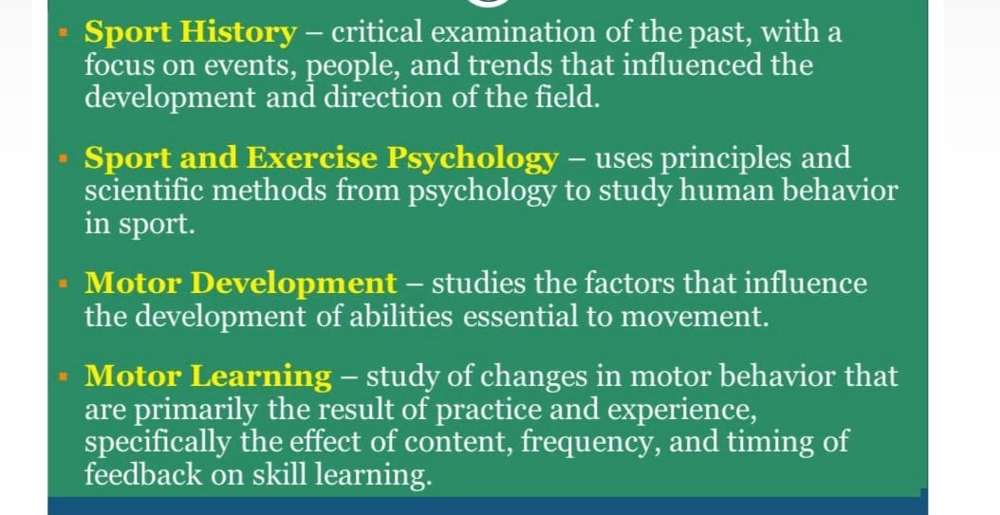 ▪ Sport History – critical examination of the past, with a
focus on events, people, and trends that influenced the
development and direction of the field.
▪ Sport and Exercise Psychology – uses principles and
scientific methods from psychology to study human behavior
in sport.
▪ Motor Development – studies the factors that influence
the development of abilities essential to movement.
▪ Motor Learning – study of changes in motor behavior that
are primarily the result of practice and experience,
specifically the effect of content, frequency, and timing of
feedback on skill learning.